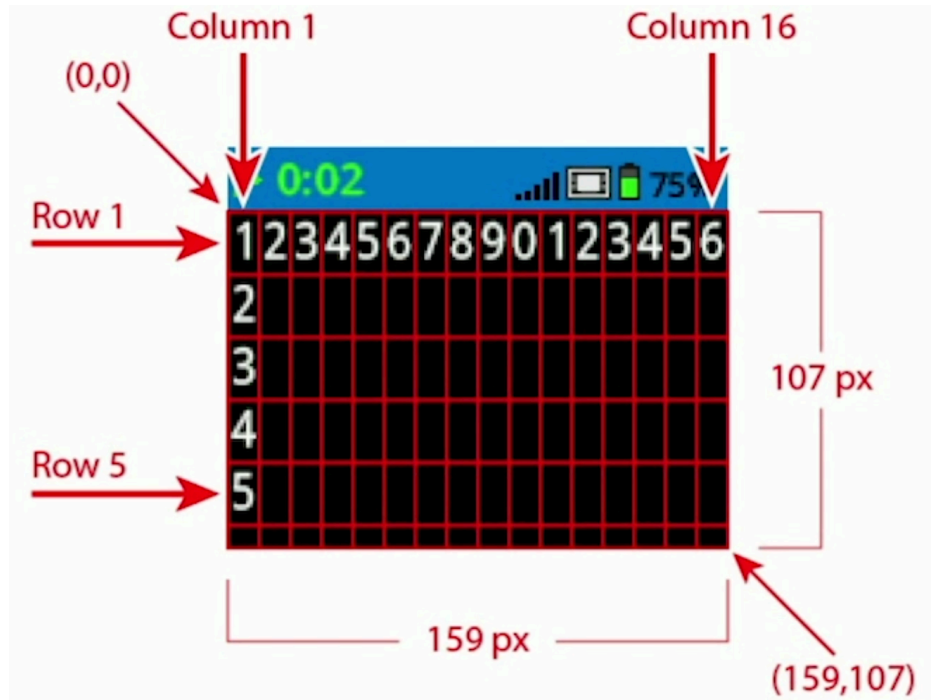 Column 1
Column 16
(0,0)
0:02
75%
Row 1
1234567890123456
2
3
107 px
4
Row 5
5
159 px
(159,107)